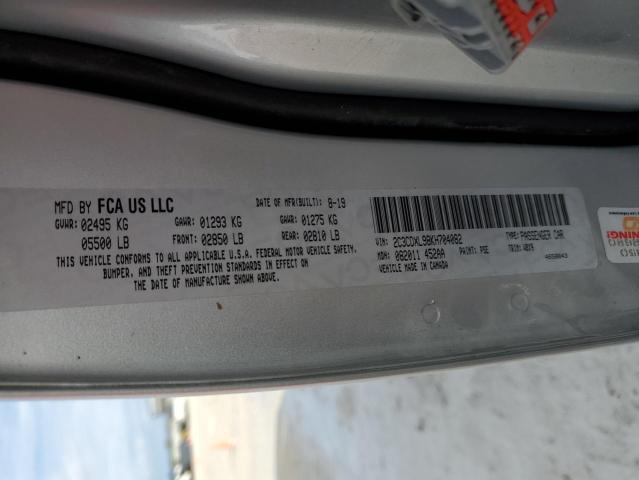 MFD BY FCA US LLC DATE OF MFR(BUILT): 8-19
GVWR: 02495 KG GAWR: 01293 KG GAWR: 01275 KG
05500 LB FRONT: 02850 LB REAR: 02810 LB
THIS VEHICLE CONFORMS TO ALL APPLICABLE FEDERAL MOTOR VEHICLE SAFETY,
BUMPER, AND THEFT PREVENTION STANDARDS IN EFFECT ON
THE DATE OF MANUFACTURE SHOWN ABOVE.
VIN: 2C3CDXL98KH704092 TYPE: PASSENGER CAR
MDH: 082011 452AA PAINT: PSE TRIM:
VEHICLE MADE IN CANADA